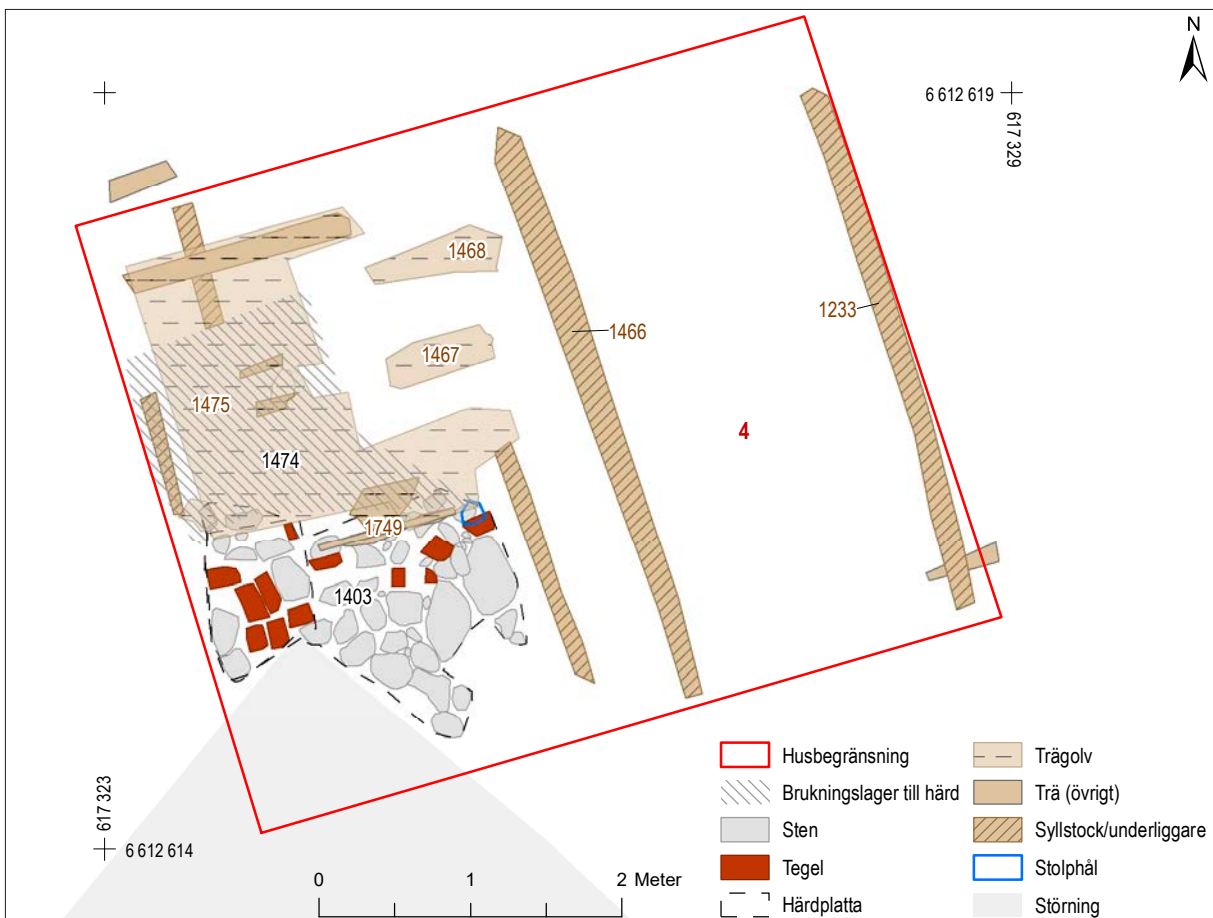 N
6 612 619
617 329
1468
1467
1466
1233
1475
4
1474
1749
1403
617 323
6 612 614
0 1 2 Meter
Husbegränsning
Brukningslager till härd
Sten
Tegel
Härdplatta
Trägolv
Trä (övrigt)
Syllstock/underliggare
Stolphål
Störning